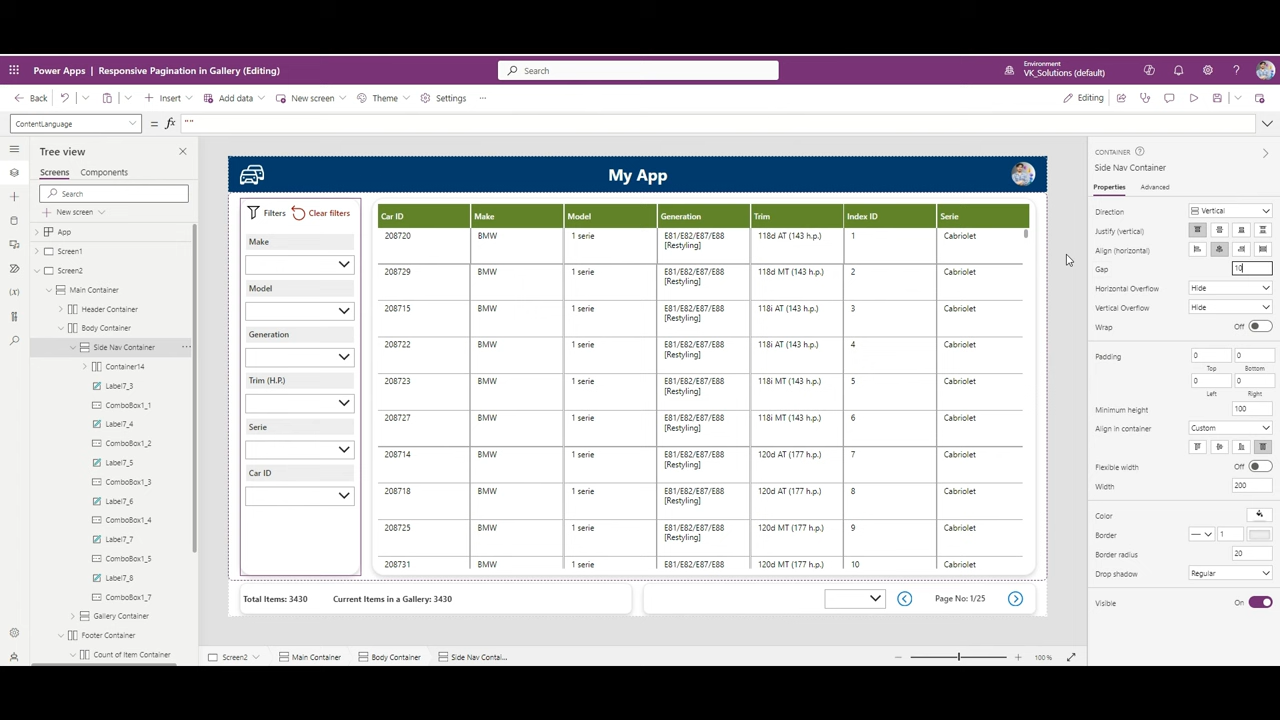 Power Apps | Responsive Pagination in Gallery (Editing)
Search
Environment
VK_Solutions (default)
Back
Insert
Add data
New screen
Theme
Settings
...
Editing
ContentLanguage
= fx ""
Tree view
Screens
Components
Search
New screen
App
Screen1
Screen2
Main Container
Header Container
Body Container
Side Nav Container
Container14
Label7_3
ComboBox1_1
Label7_4
ComboBox1_2
Label7_5
ComboBox1_3
Label7_6
ComboBox1_4
Label7_7
ComboBox1_5
Label7_8
ComboBox1_7
Gallery Container
Footer Container
Count of Item Container
My App
Filters
Clear filters
Make
Model
Generation
Trim (H.P.)
Serie
Car ID
Car ID Make Model Generation Trim Index ID Serie
208720 BMW 1 serie E81/E82/E87/E88 118d AT (143 h.p.) 1 Cabriolet
[Restyling]
208729 BMW 1 serie E81/E82/E87/E88 118d MT (143 h.p.) 2 Cabriolet
[Restyling]
208715 BMW 1 serie E81/E82/E87/E88 118i AT (143 h.p.) 3 Cabriolet
[Restyling]
208722 BMW 1 serie E81/E82/E87/E88 118i AT (143 h.p.) 4 Cabriolet
[Restyling]
208723 BMW 1 serie E81/E82/E87/E88 118i MT (143 h.p.) 5 Cabriolet
[Restyling]
208727 BMW 1 serie E81/E82/E87/E88 118i MT (143 h.p.) 6 Cabriolet
[Restyling]
208714 BMW 1 serie E81/E82/E87/E88 120d AT (177 h.p.) 7 Cabriolet
[Restyling]
208718 BMW 1 serie E81/E82/E87/E88 120d AT (177 h.p.) 8 Cabriolet
[Restyling]
208725 BMW 1 serie E81/E82/E87/E88 120d MT (177 h.p.) 9 Cabriolet
[Restyling]
208731 BMW 1 serie E81/E82/E87/E88 120d MT (177 h.p.) 10 Cabriolet
Total Items: 3430
Current Items in a Gallery: 3430
Page No: 1/25
Screen2
Main Container
Body Container
Side Nav Contai...
100 %
CONTAINER
Side Nav Container
Properties
Advanced
Direction Vertical
Justify (vertical)
Align (horizontal)
Gap 10
Horizontal Overflow Hide
Vertical Overflow Hide
Wrap Off
Padding 0 0
Top Bottom
0 0
Left Right
Minimum height 100
Align in container Custom
Flexible width Off
Width 200
Color
Border 1
Border radius 20
Drop shadow Regular
Visible On